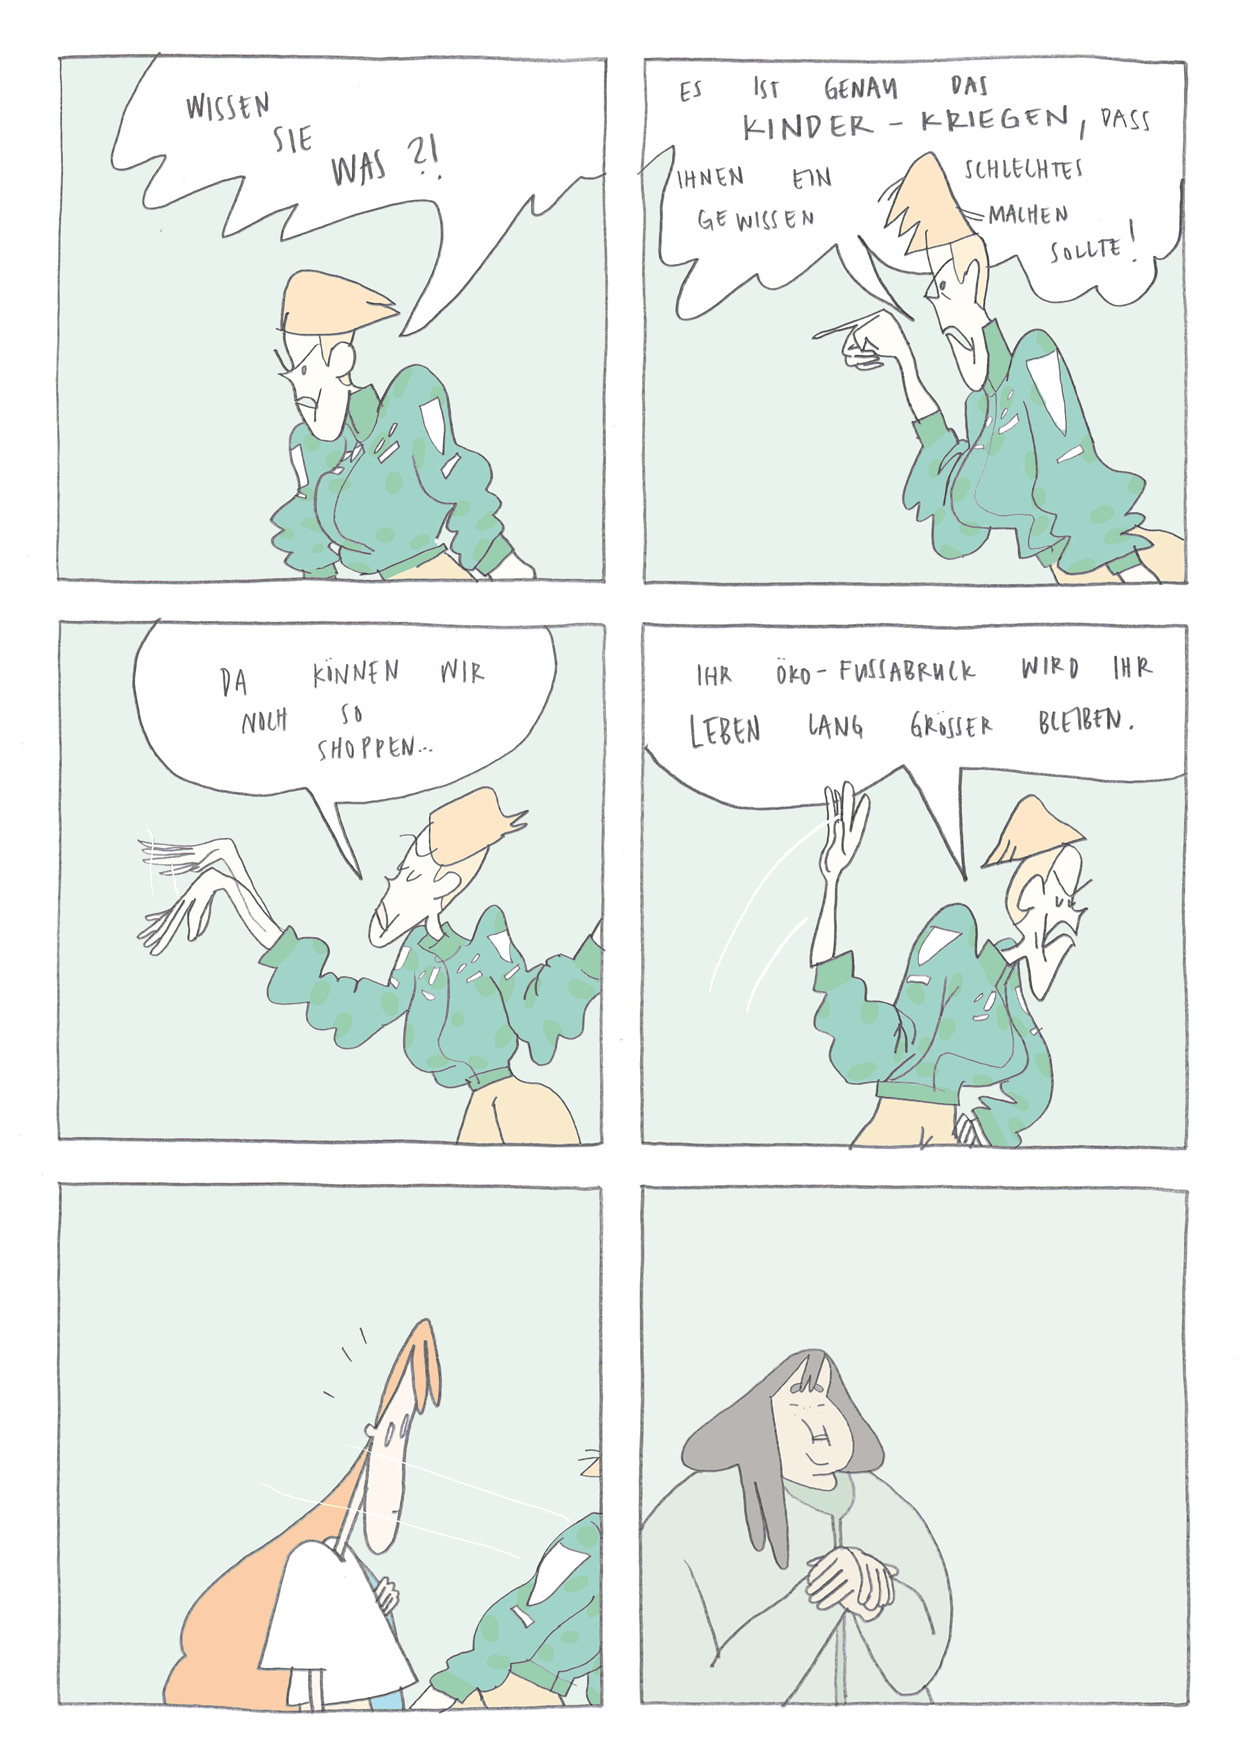 WISSEN
SIE
WAS ?!
ES IST GENAU DAS
KINDER - KRIEGEN, DASS
IHNEN EIN SCHLECHTES
GEWISSEN MACHEN
SOLLTE!
DA KÖNNEN WIR
NOCH SO
SHOPPEN...
IHR ÖKO-FUSSABRUCK WIRD IHR
LEBEN LANG GRÖSSER BLEIBEN.